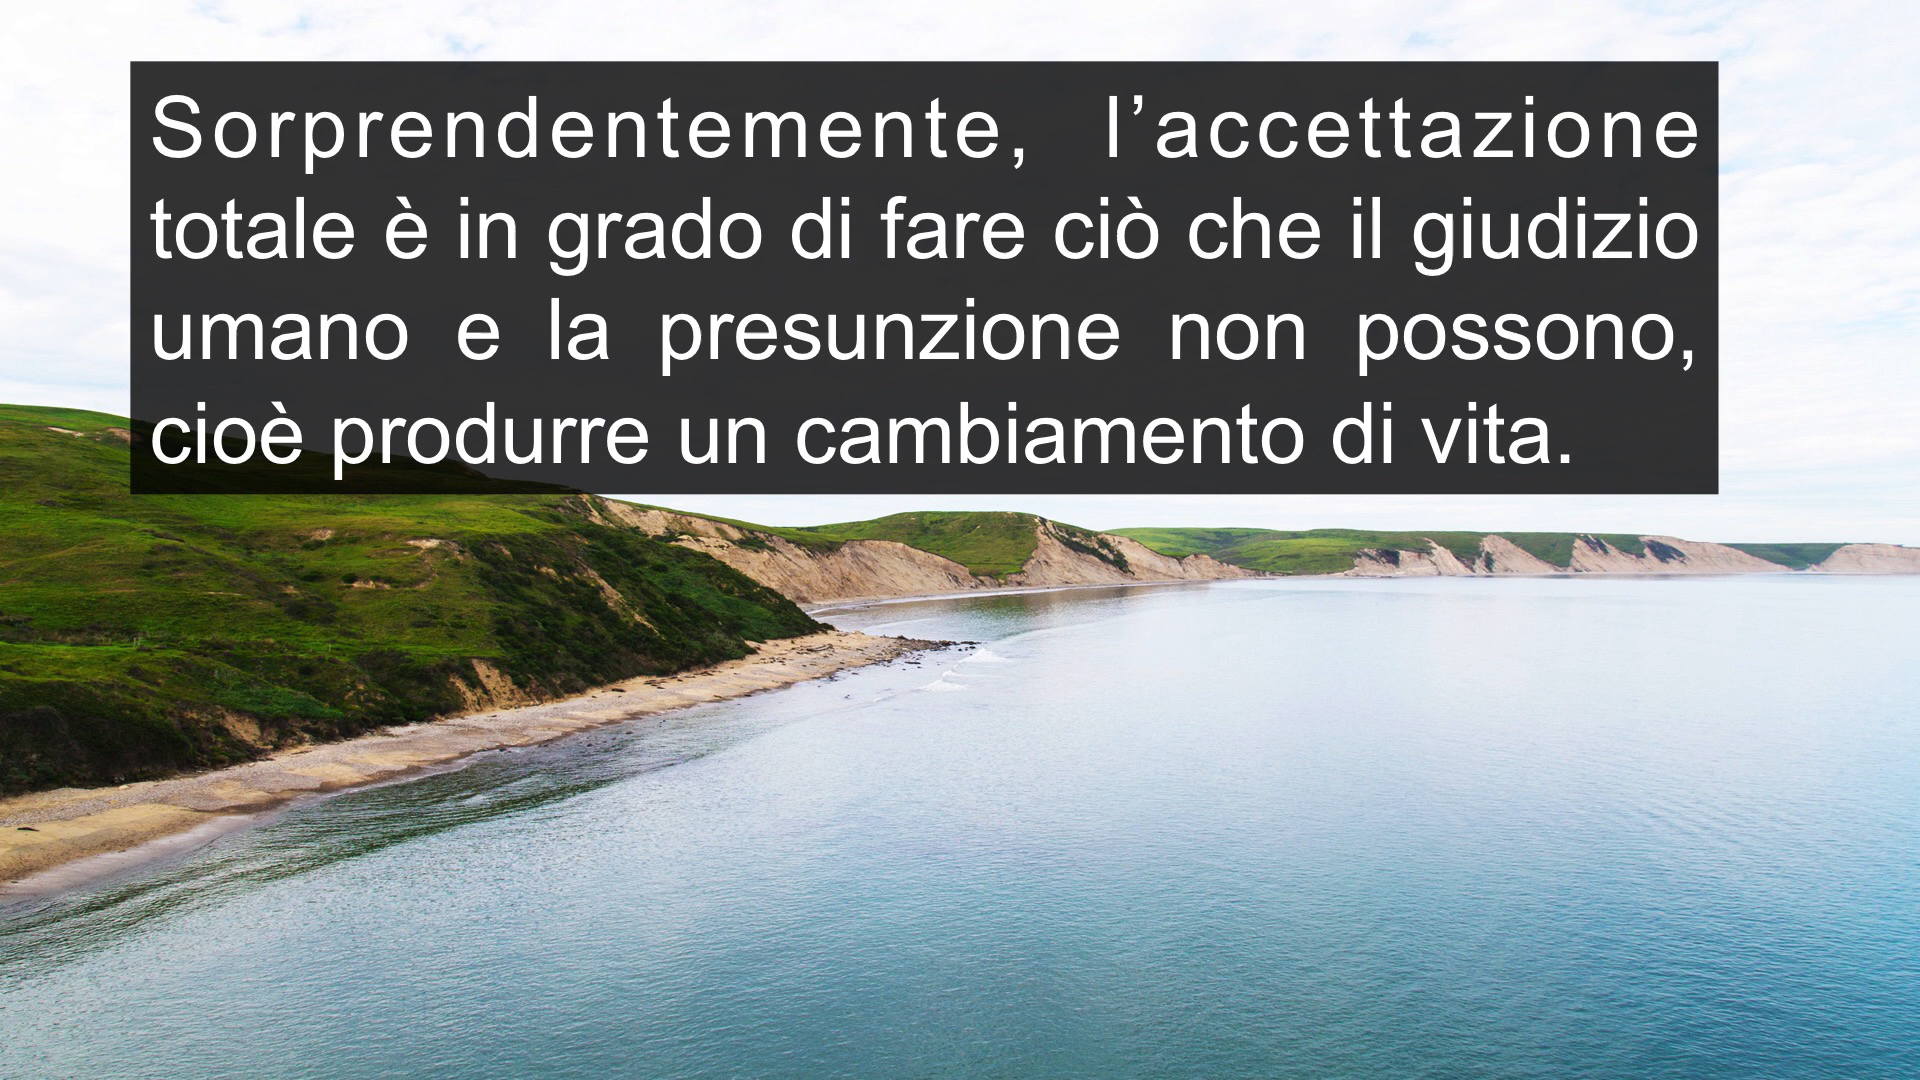 Sorprendentemente, l’accettazione
totale è in grado di fare ciò che il giudizio
umano e la presunzione non possono,
cioè produrre un cambiamento di vita.